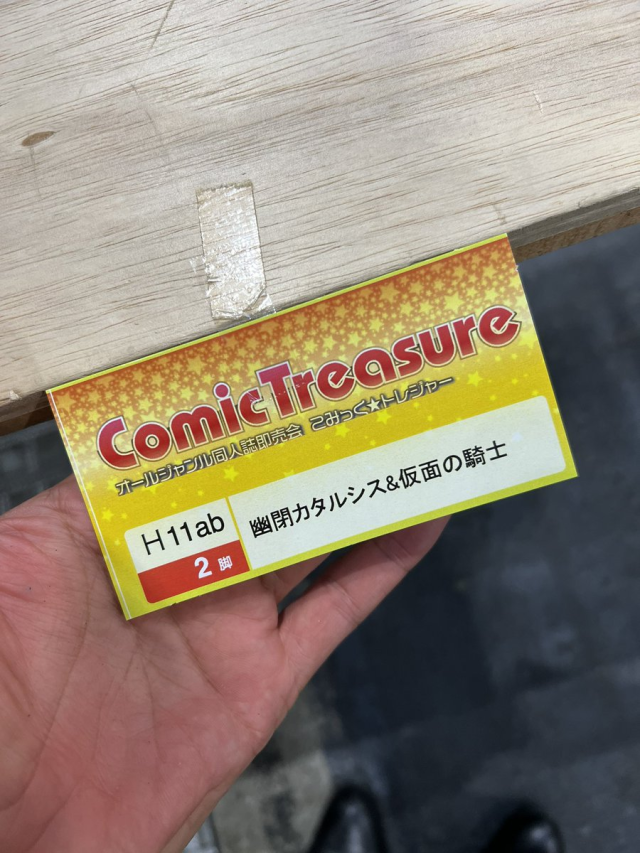 ComicTreasure
オールジャンル同人誌即売会 こみっく★トレジャー
H11ab
幽閉カタルシス&仮面の騎士
2脚